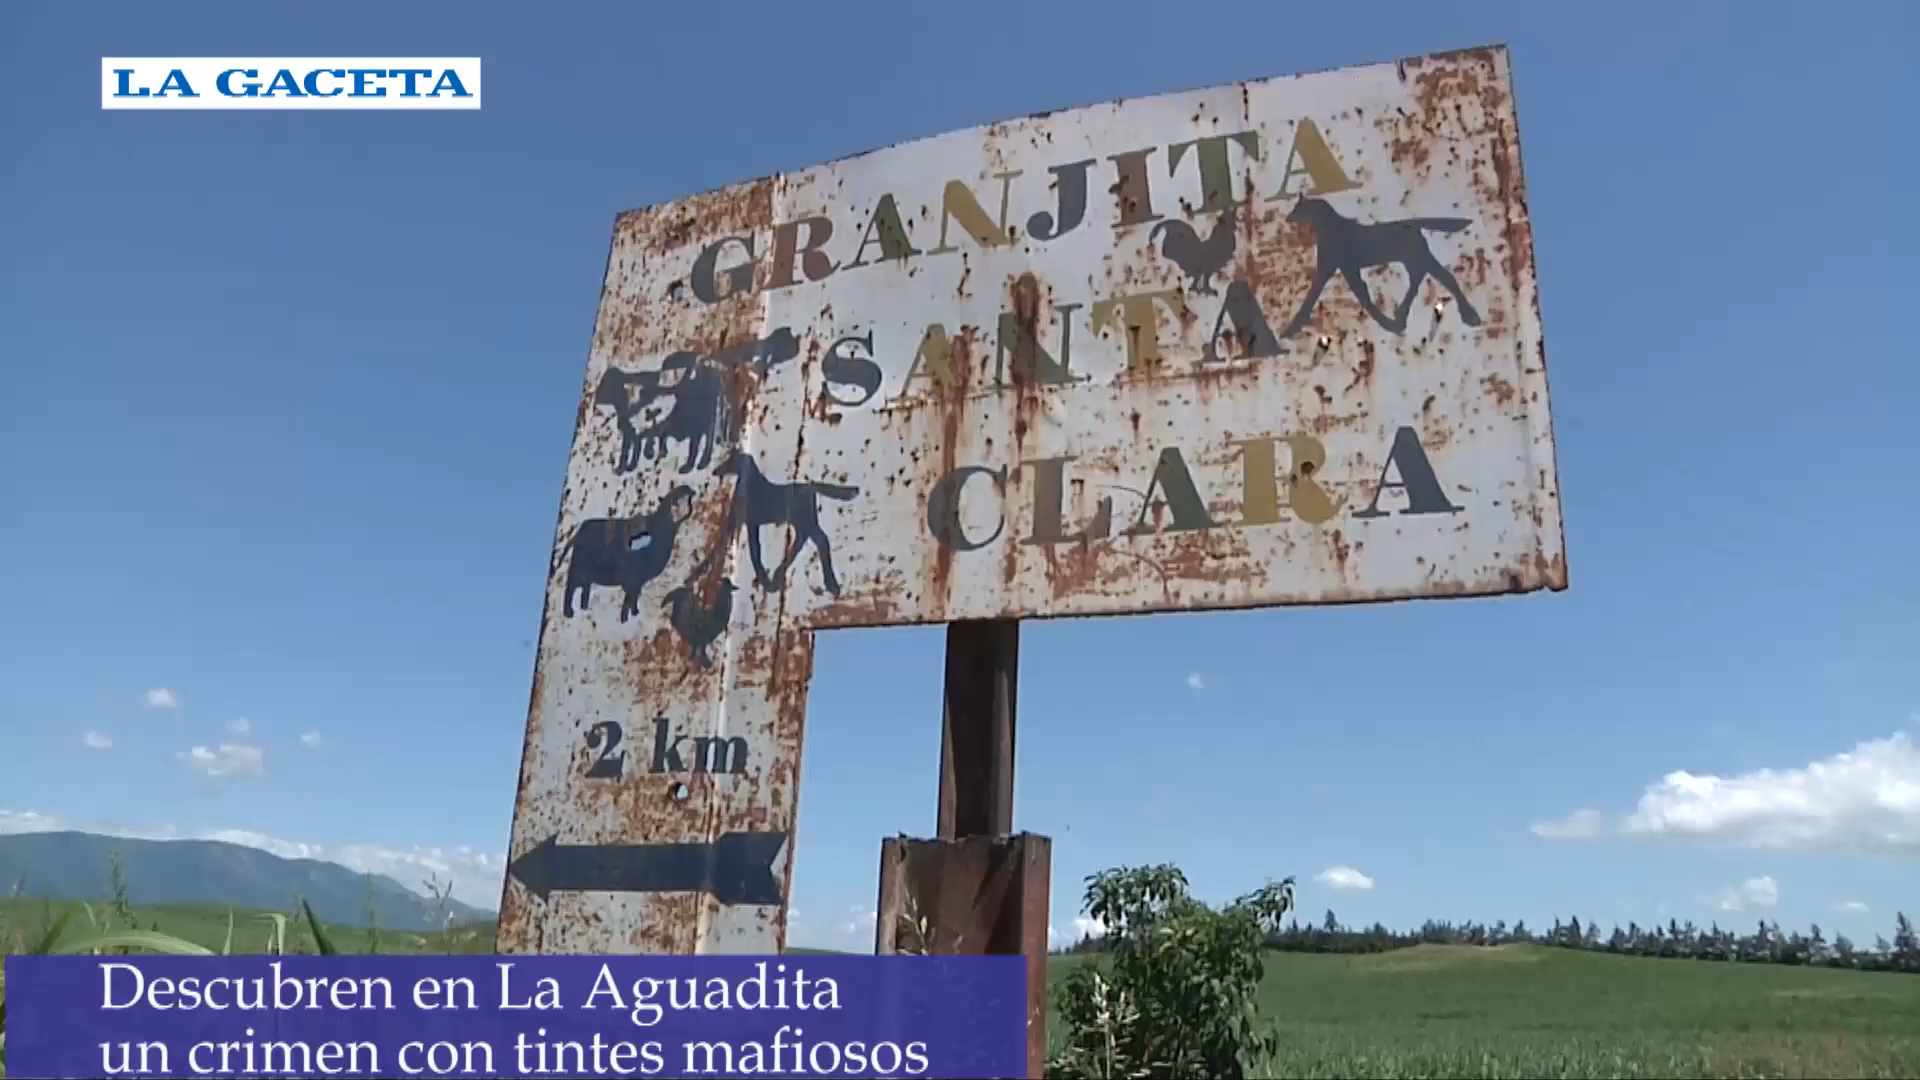 LA GACETA
GRANJITA
SANTA
CLARA
2 km
Descubren en La Aguadita
un crimen con tintes mafiosos